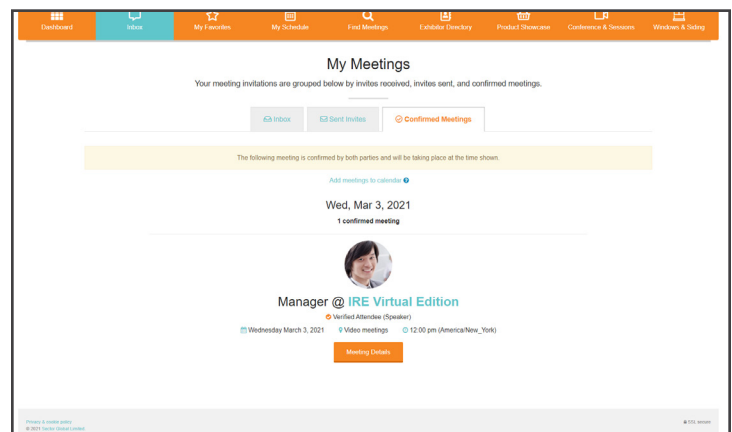 Dashboard
Inbox
My Favorites
My Schedule
Find Meetings
Exhibitor Directory
Product Showcase
Conference & Sessions
Windows & Siding
My Meetings
Your meeting invitations are grouped below by invites received, invites sent, and confirmed meetings.
Inbox
Sent Invites
Confirmed Meetings
The following meeting is confirmed by both parties and will be taking place at the time shown.
Add meetings to calendar
Wed, Mar 3, 2021
1 confirmed meeting
Manager @ IRE Virtual Edition
Verified Attendee (Speaker)
Wednesday March 3, 2021 Video meetings 12:00 pm (America/New_York)
Meeting Details
Privacy & cookie policy
SSL secure
© 2021 Vector Global Limited